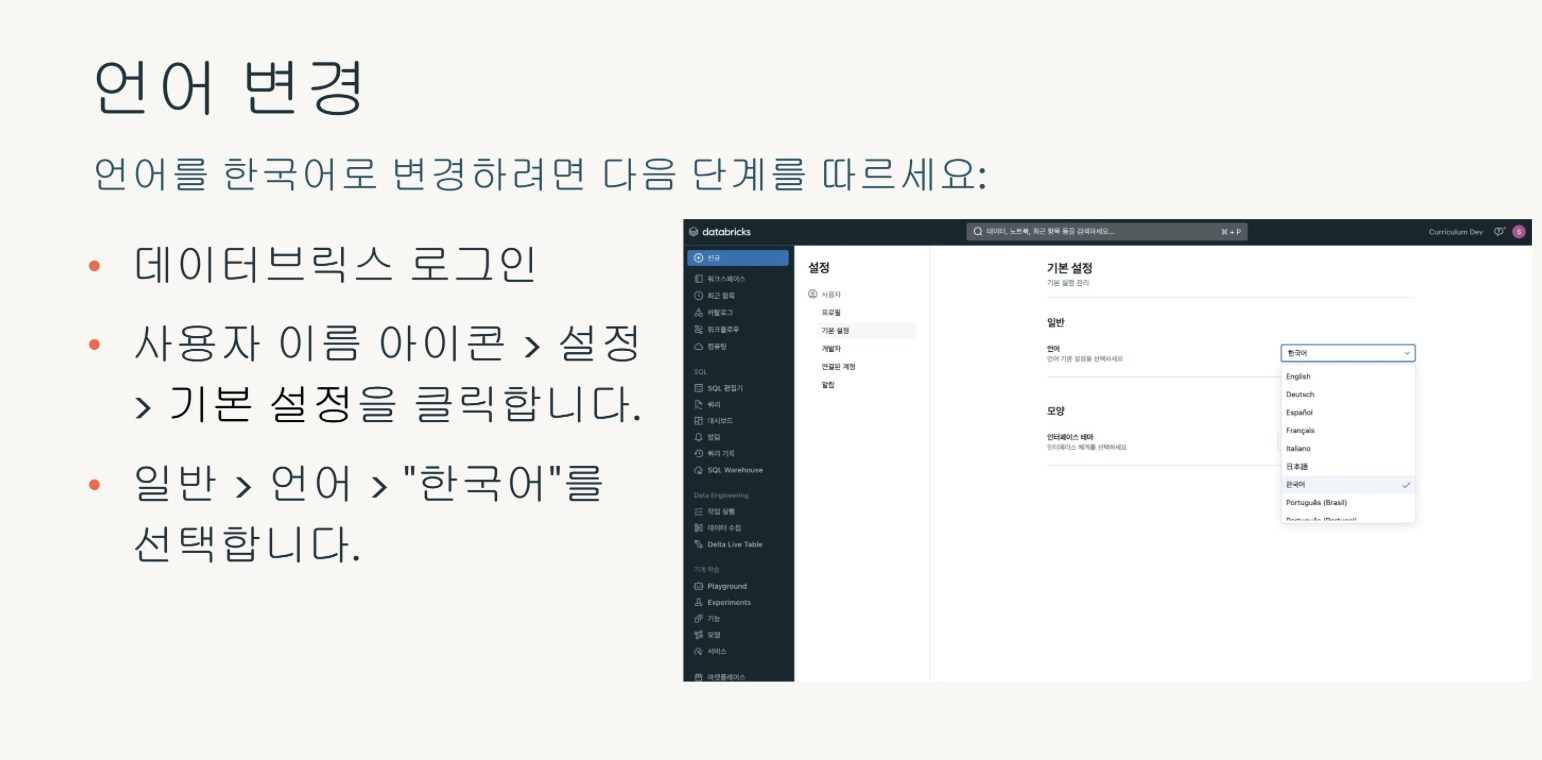 언어 변경
언어를 한국어로 변경하려면 다음 단계를 따르세요:
• 데이터브릭스 로그인
• 사용자 이름 아이콘 > 설정
> 기본 설정을 클릭합니다.
• 일반 > 언어 > "한국어"를
선택합니다.
databricks
데이터, 노트북, 최근 항목 등을 검색하세요...
⌘ + P
Curriculum Dev
S
신규
워크스페이스
최근 항목
카탈로그
워크플로우
컴퓨팅
SQL
SQL 편집기
쿼리
대시보드
알림
쿼리 기록
SQL Warehouse
Data Engineering
작업 실행
데이터 수집
Delta Live Table
기계 학습
Playground
Experiments
기능
모델
서비스
마켓플레이스
설정
사용자
프로필
기본 설정
개발자
연결된 계정
알림
기본 설정
기본 설정 관리
일반
언어
언어 기본 설정을 선택하세요
한국어
English
Deutsch
Español
Français
Italiano
日本語
한국어
Português (Brasil)
Português (Portugal)
모양
인터페이스 테마
인터페이스 체계를 선택하세요